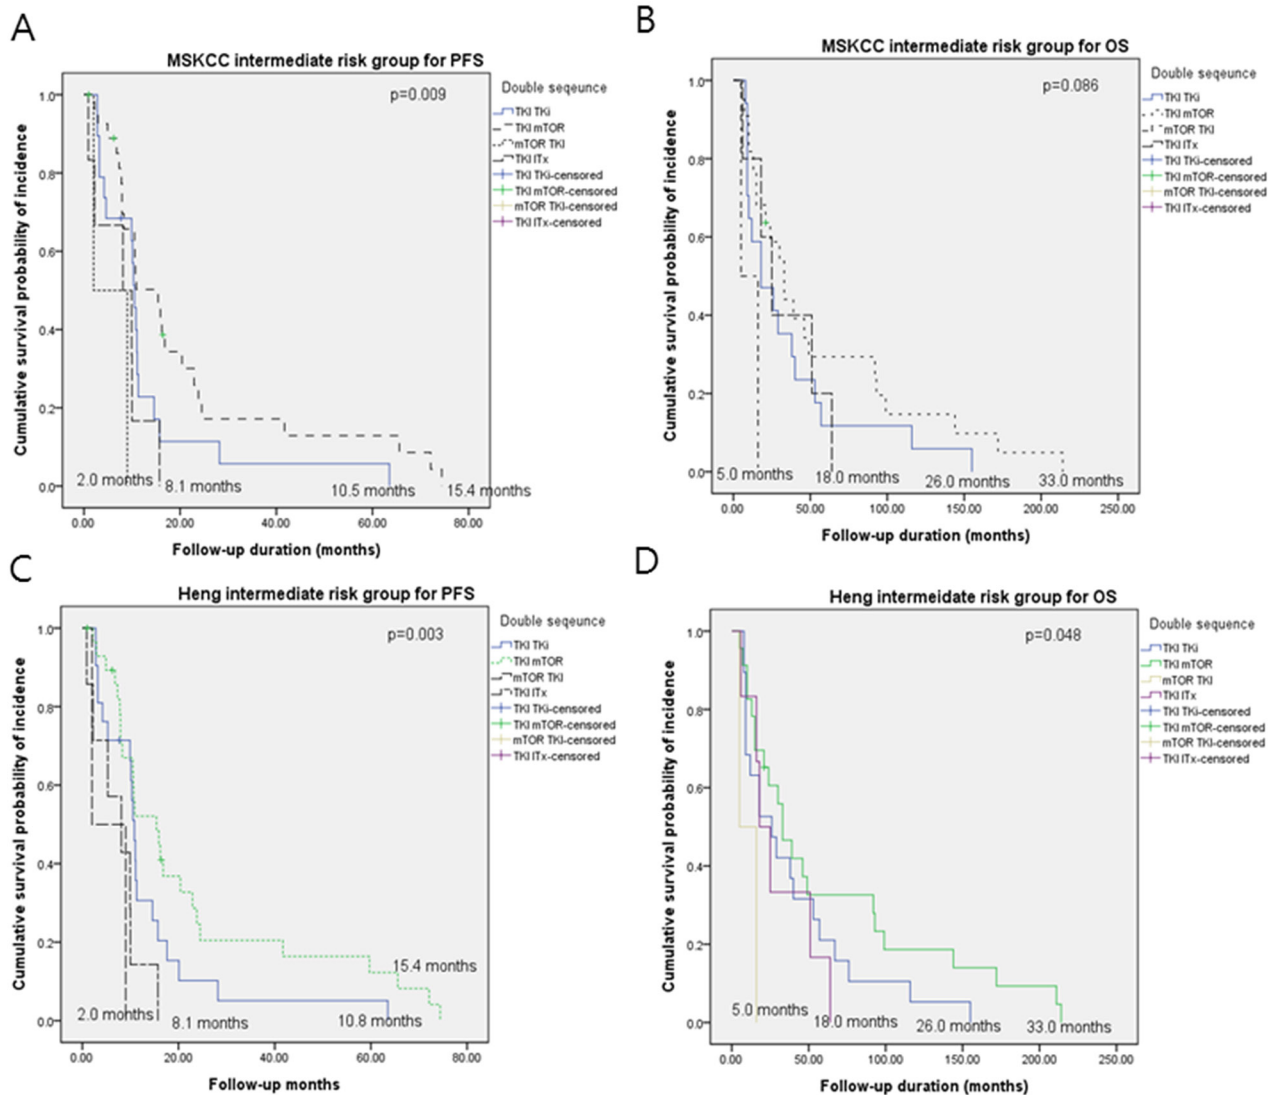 A
MSKCC intermediate risk group for PFS
p=0.009
Double seqeunce
TKI TKi
TKI mTOR
mTOR TKI
TKI ITx
TKI TKi-censored
TKI mTOR-censored
mTOR TKI-censored
TKI ITx-censored
Cumulative survival probability of incidence
1.0
0.8
0.6
0.4
0.2
0.0
2.0 months
8.1 months
10.5 months
15.4 months
0.00
20.00
40.00
60.00
80.00
Follow-up duration (months)
B
MSKCC intermediate risk group for OS
p=0.086
Double seqeunce
TKI TKi
TKI mTOR
mTOR TKI
TKI ITx
TKI TKi-censored
TKI mTOR-censored
mTOR TKI-censored
TKI ITx-censored
Cumulative survival probability of incidence
1.0
0.8
0.6
0.4
0.2
0.0
5.0 months
18.0 months
26.0 months
33.0 months
0.00
50.00
100.00
150.00
200.00
250.00
Follow-up duration (months)
C
Heng intermediate risk group for PFS
p=0.003
Double seqeunce
TKI TKi
TKI mTOR
mTOR TKI
TKI ITx
TKI TKi-censored
TKI mTOR-censored
mTOR TKI-censored
TKI ITx-censored
Cumulative survival probability of incidence
1.0
0.8
0.6
0.4
0.2
0.0
2.0 months
8.1 months
10.8 months
15.4 months
0.00
20.00
40.00
60.00
80.00
Follow-up months
D
Heng intermeidate risk group for OS
p=0.048
Double sequence
TKI TKi
TKI mTOR
mTOR TKI
TKI ITx
TKI TKi-censored
TKI mTOR-censored
mTOR TKI-censored
TKI ITx-censored
Cumulative survival probability of incidence
1.0
0.8
0.6
0.4
0.2
0.0
5.0 months
18.0 months
26.0 months
33.0 months
0.00
50.00
100.00
150.00
200.00
250.00
Follow-up duration (months)